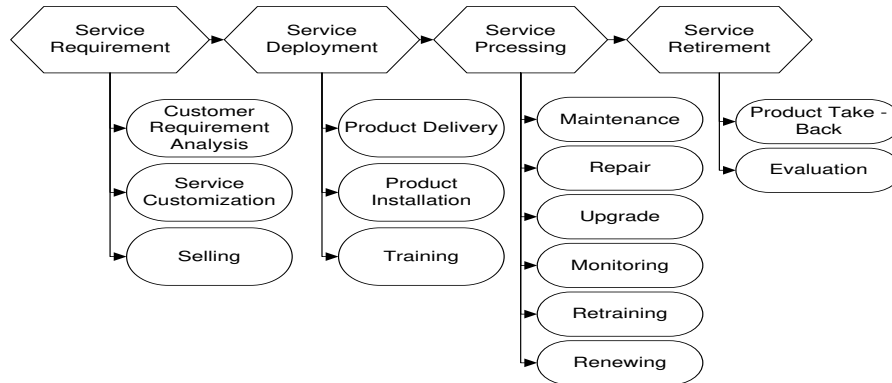 Service
Requirement
Service
Deployment
Service
Prcessing
Service
Retirement
Customer
Requirement
Analysis
Service
Customization
Selling
Product Delivery
Product
Installation
Training
Maintenance
Repair
Upgrade
Monitoring
Retraining
Renewing
Product Take -
Back
Evaluation